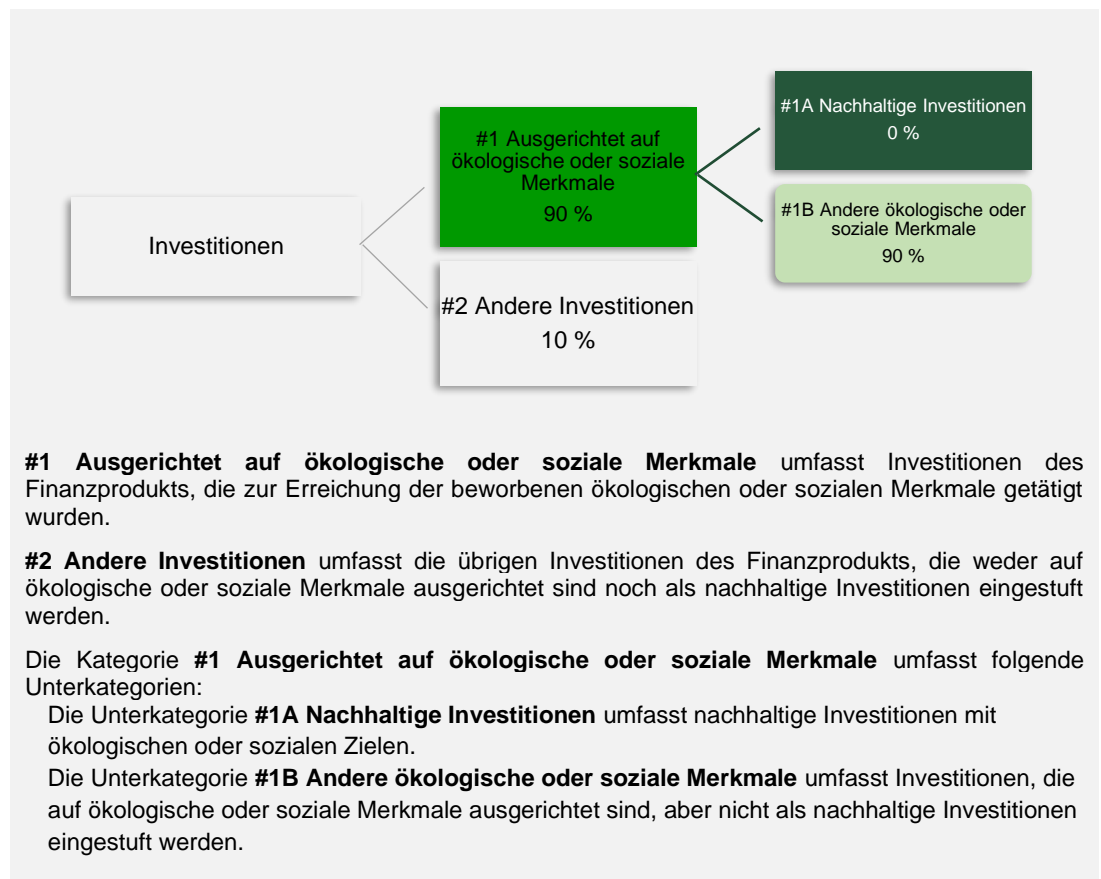 #1A Nachhaltige Investitionen
0 %
#1 Ausgerichtet auf
ökologische oder soziale
Merkmale
90 %
#1B Andere ökologische oder
soziale Merkmale
90 %
Investitionen
#2 Andere Investitionen
10 %
#1 Ausgerichtet auf ökologische oder soziale Merkmale umfasst Investitionen des
Finanzprodukts, die zur Erreichung der beworbenen ökologischen oder sozialen Merkmale getätigt
wurden.
#2 Andere Investitionen umfasst die übrigen Investitionen des Finanzprodukts, die weder auf
ökologische oder soziale Merkmale ausgerichtet sind noch als nachhaltige Investitionen eingestuft
werden.
Die Kategorie #1 Ausgerichtet auf ökologische oder soziale Merkmale umfasst folgende
Unterkategorien:
Die Unterkategorie #1A Nachhaltige Investitionen umfasst nachhaltige Investitionen mit
ökologischen oder sozialen Zielen.
Die Unterkategorie #1B Andere ökologische oder soziale Merkmale umfasst Investitionen, die
auf ökologische oder soziale Merkmale ausgerichtet sind, aber nicht als nachhaltige Investitionen
eingestuft werden.